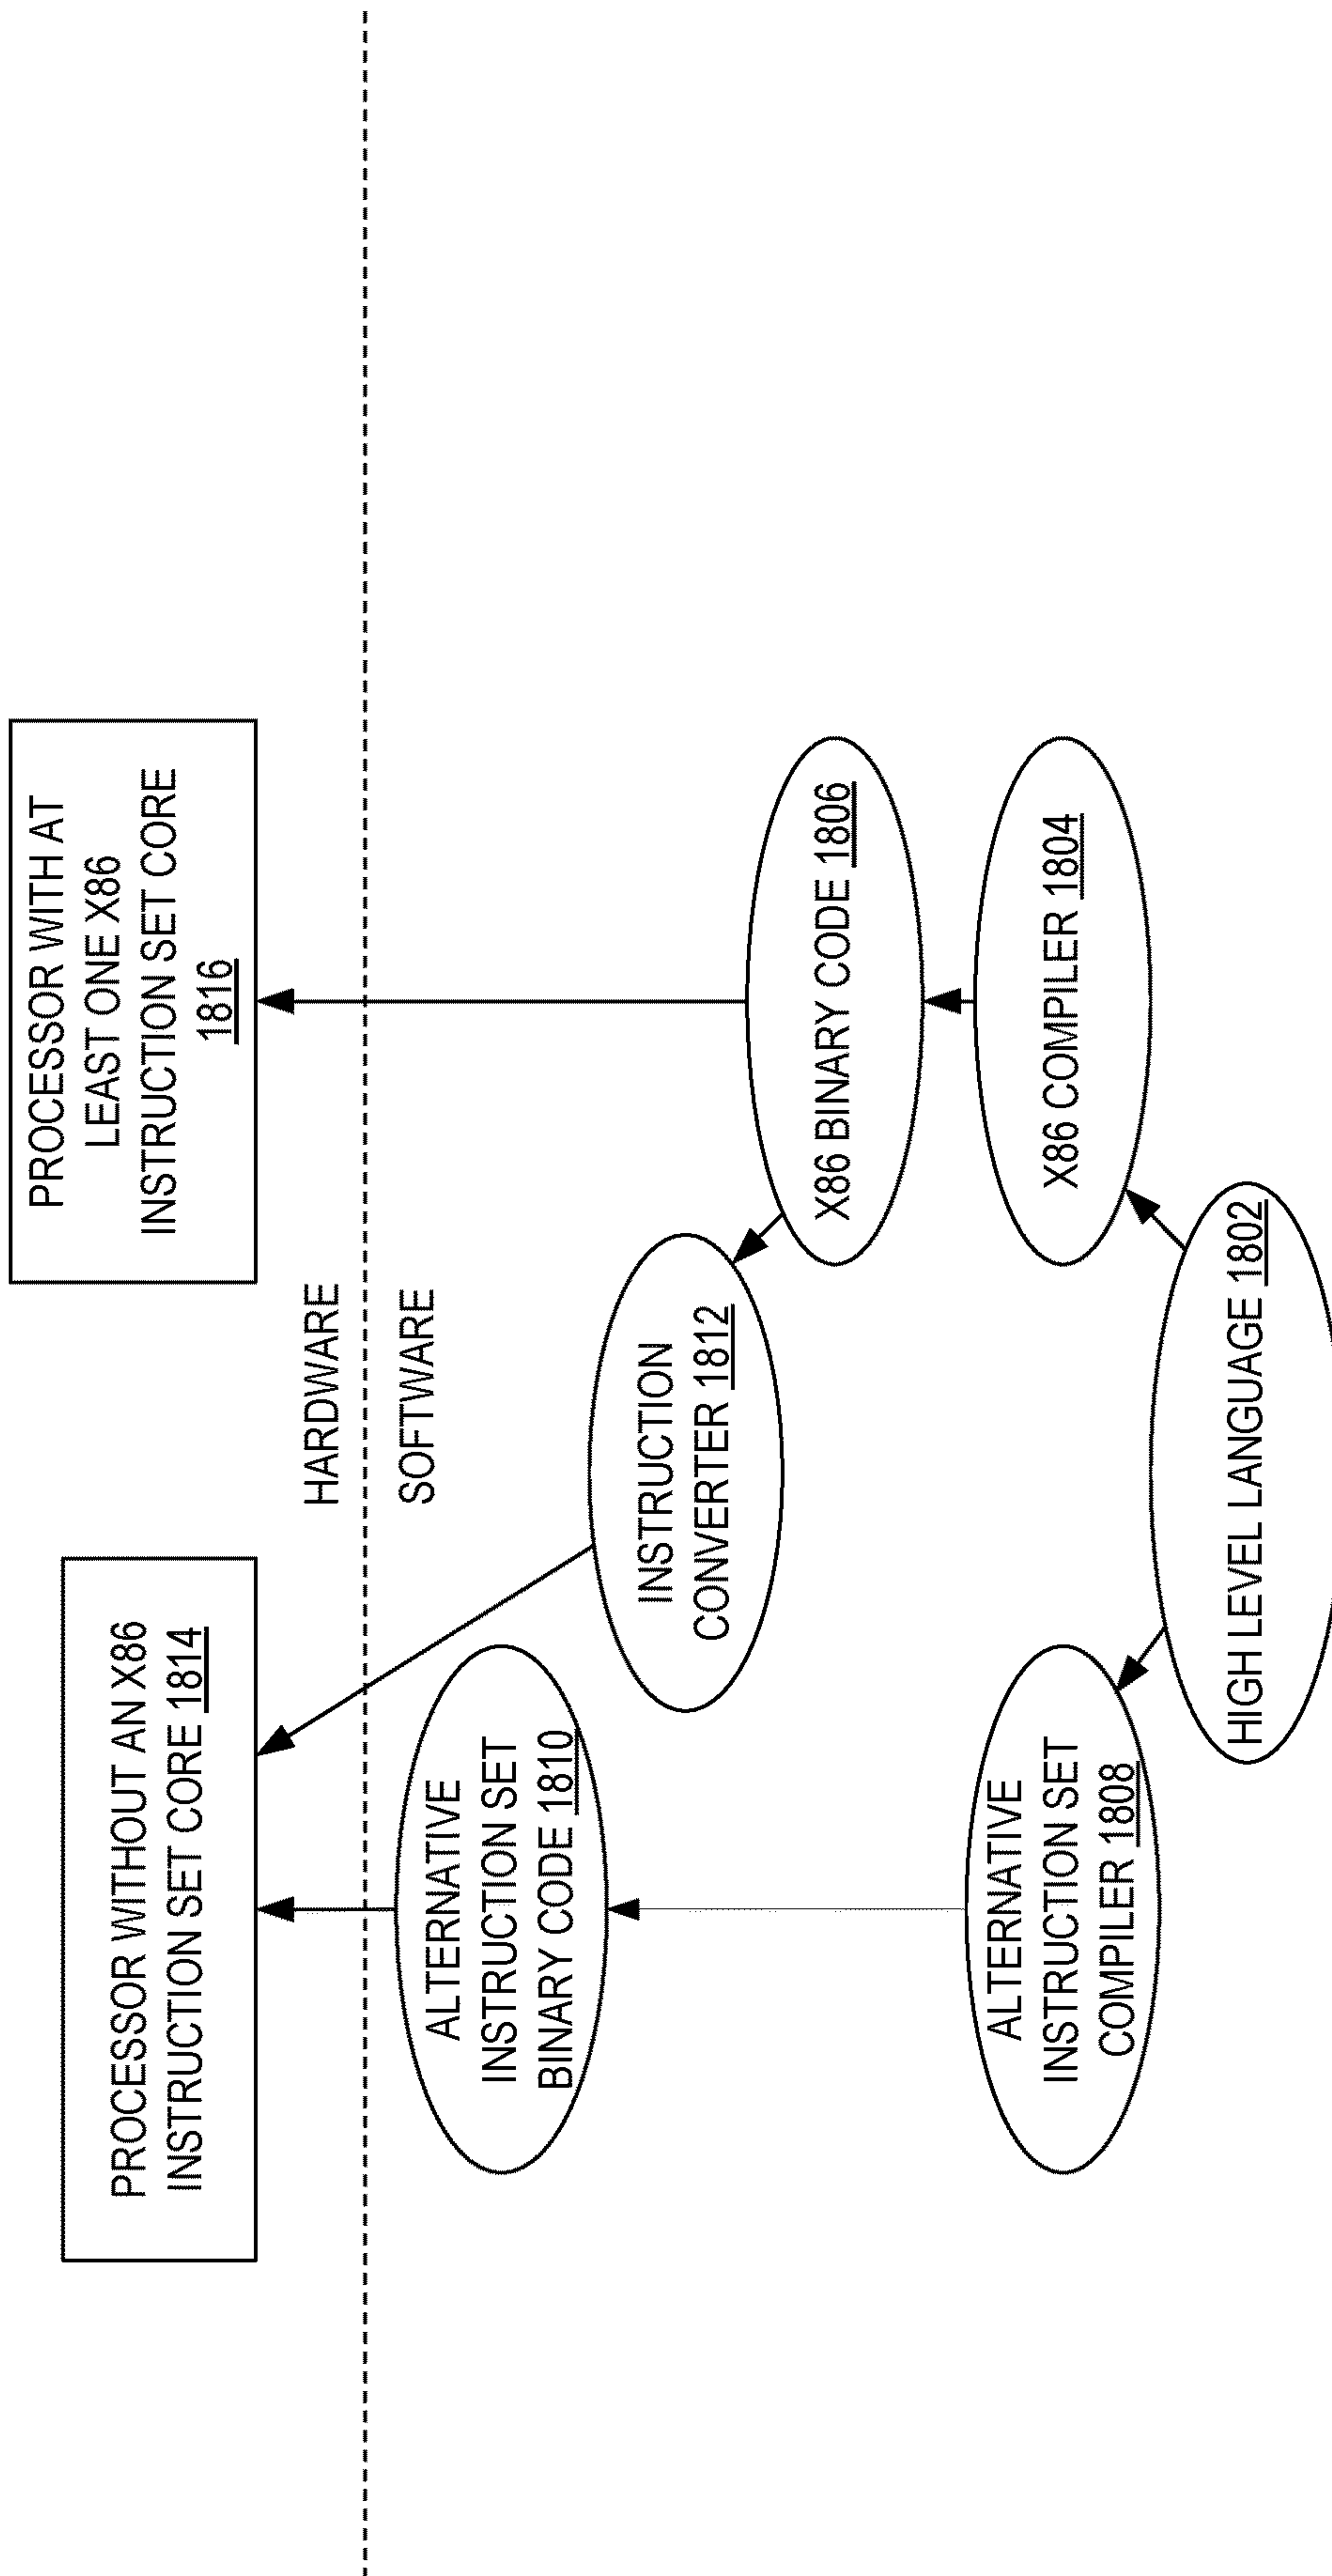 PROCESSOR WITHOUT AN X86
INSTRUCTION SET CORE 1814
PROCESSOR WITH AT
LEAST ONE X86
INSTRUCTION SET CORE
1816
HARDWARE
SOFTWARE
ALTERNATIVE
INSTRUCTION SET
BINARY CODE 1810
INSTRUCTION
CONVERTER 1812
X86 BINARY CODE 1806
ALTERNATIVE
INSTRUCTION SET
COMPILER 1808
X86 COMPILER 1804
HIGH LEVEL LANGUAGE 1802